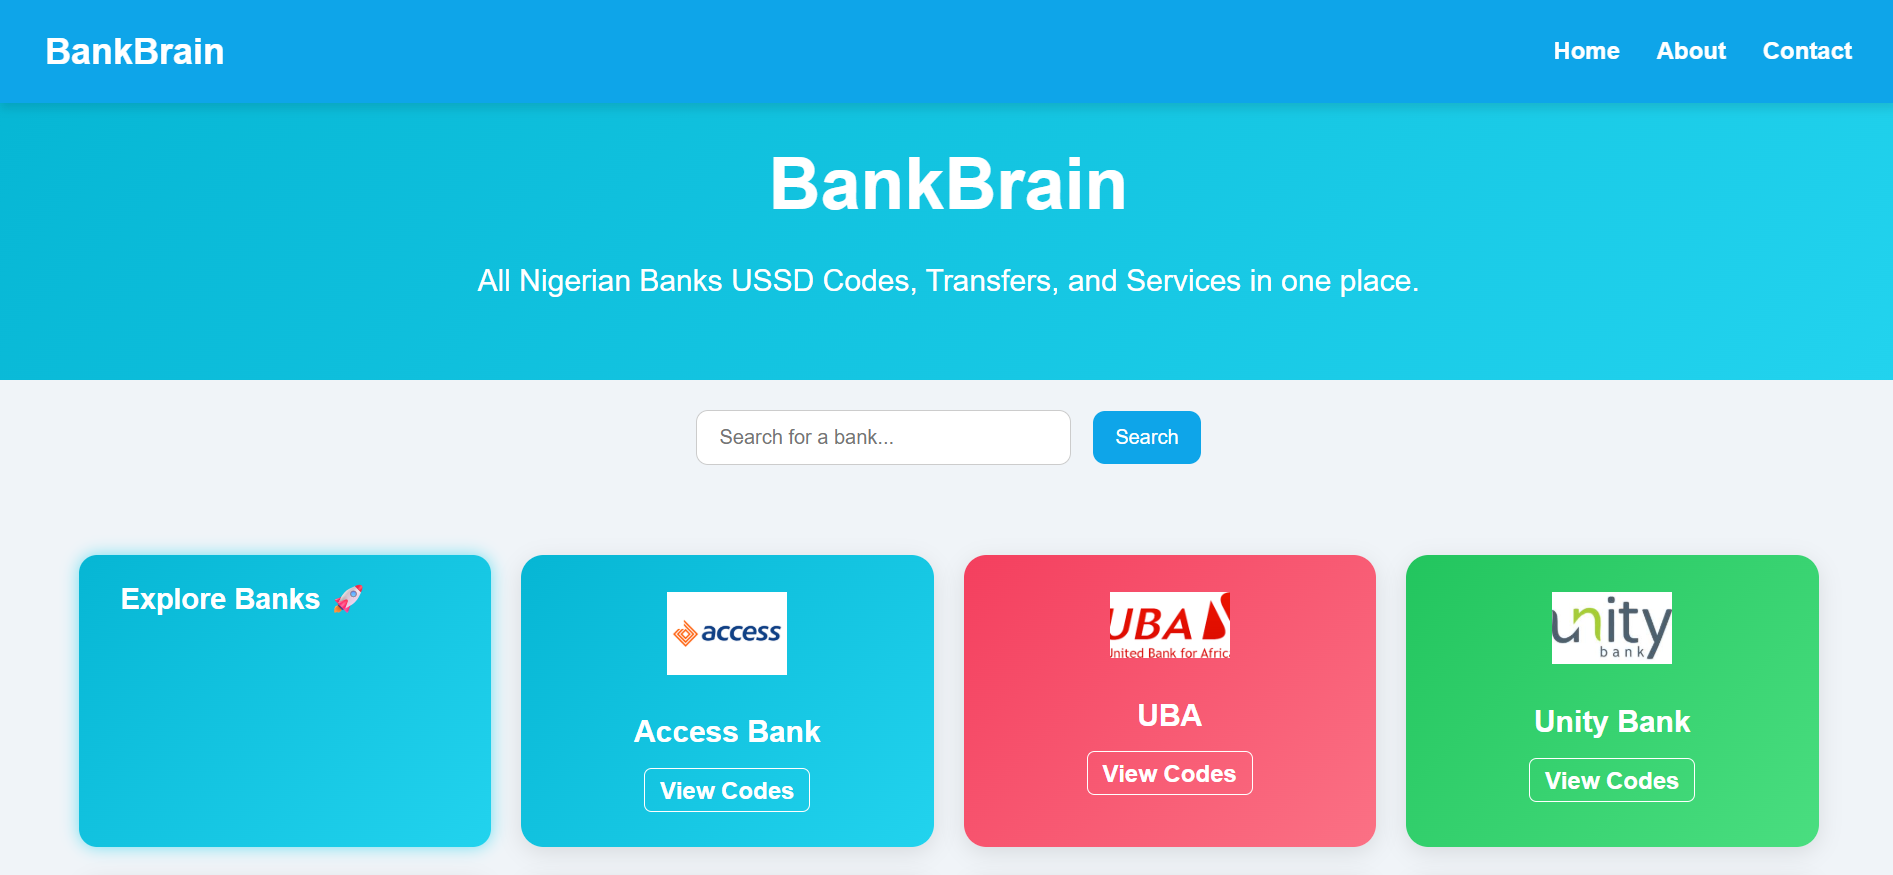 BankBrain
Home About Contact
BankBrain
All Nigerian Banks USSD Codes, Transfers, and Services in one place.
Search for a bank...
Search
Explore Banks 🚀
access
Access Bank
View Codes
UBA
United Bank for Africa
UBA
View Codes
unity
bank
Unity Bank
View Codes